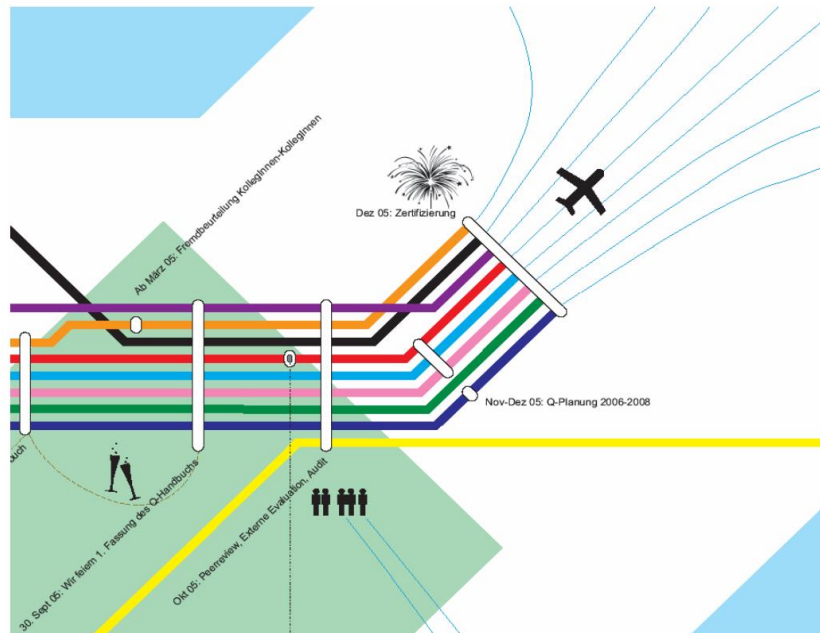 Ab März 05: Fremdbeurteilung KollegInnen-KollegInnen
Dez 05: Zertifizierung
Nov-Dez 05: Q-Planung 2006-2008
buch
30. Sept 05: Wir feiern 1. Fassung des Q-Handbuchs
Okt 05: Peerreview, Externe Evaluation, Audit